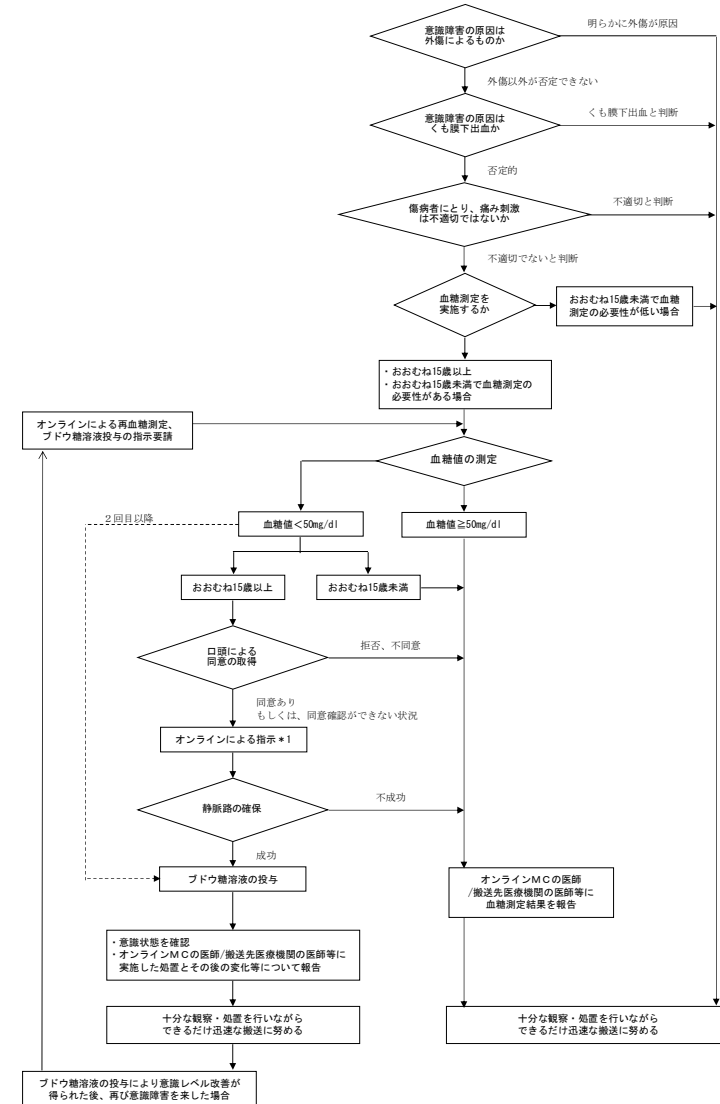 意識障害の原因は
外傷によるものか
明らかに外傷が原因
外傷以外が否定できない
意識障害の原因は
くも膜下出血か
くも膜下出血と判断
否定的
傷病者にとり、痛み刺激
は不適切ではないか
不適切と判断
不適切でないと判断
血糖測定を
実施するか
おおむね15歳未満で血糖
測定の必要性が低い場合
・おおむね15歳以上
・おおむね15歳未満で血糖測定の
必要性がある場合
オンラインによる再血糖測定、
ブドウ糖溶液投与の指示要請
血糖値の測定
2回目以降
血糖値＜50mg/dl
血糖値≧50mg/dl
おおむね15歳以上
おおむね15歳未満
口頭による
同意の取得
拒否、不同意
同意あり
もしくは、同意確認ができない状況
オンラインによる指示＊1
静脈路の確保
不成功
成功
ブドウ糖溶液の投与
オンラインＭＣの医師
/搬送先医療機関の医師等に
血糖測定結果を報告
・意識状態を確認
・オンラインＭＣの医師/搬送先医療機関の医師等に
実施した処置とその後の変化等について報告
十分な観察・処置を行いながら
できるだけ迅速な搬送に努める
十分な観察・処置を行いながら
できるだけ迅速な搬送に努める
ブドウ糖溶液の投与により意識レベル改善が
得られた後、再び意識障害を来した場合